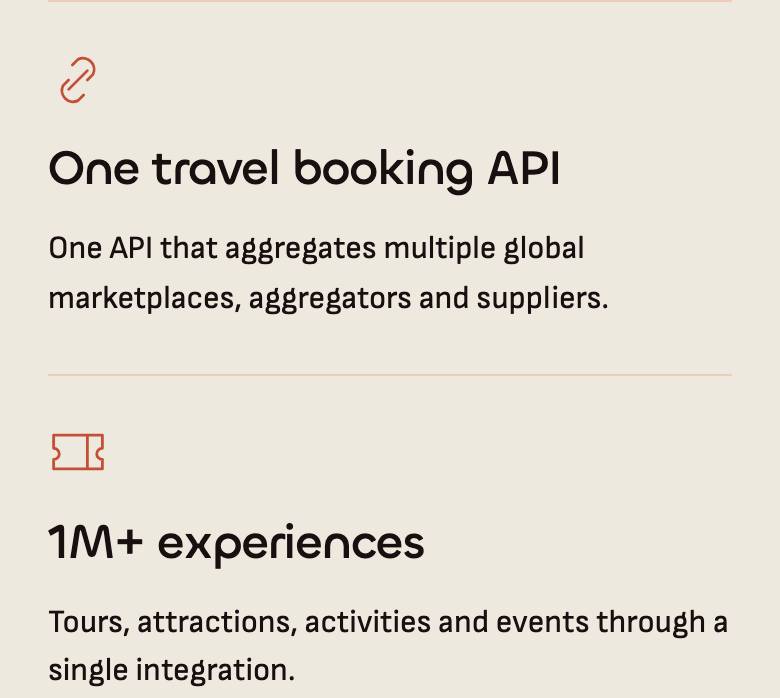 One travel booking API
One API that aggregates multiple global
marketplaces, aggregators and suppliers.
1M+ experiences
Tours, attractions, activities and events through a
single integration.